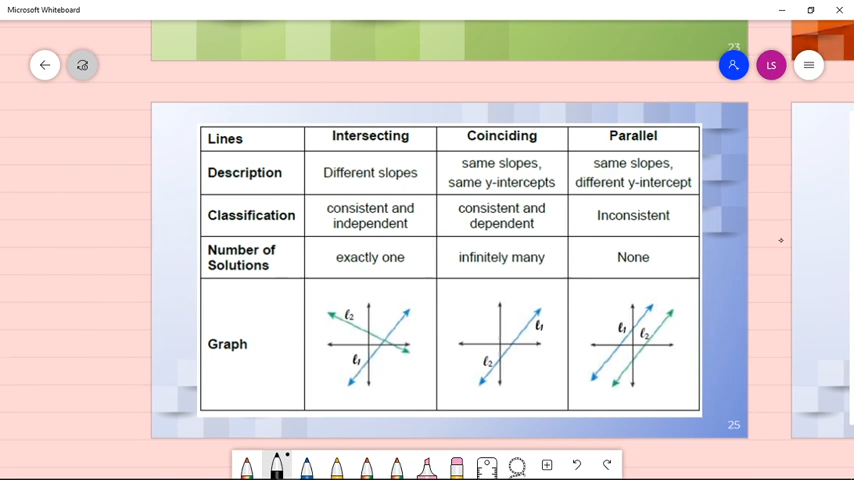 Microsoft Whiteboard
23
LS
Lines
Intersecting
Coinciding
Parallel
Description
Different slopes
same slopes,
same y-intercepts
same slopes,
different y-intercept
Classification
consistent and
independent
consistent and
dependent
Inconsistent
Number of
Solutions
exactly one
infinitely many
None
Graph
ℓ2
ℓ1
ℓ1
ℓ2
ℓ1
ℓ2
25